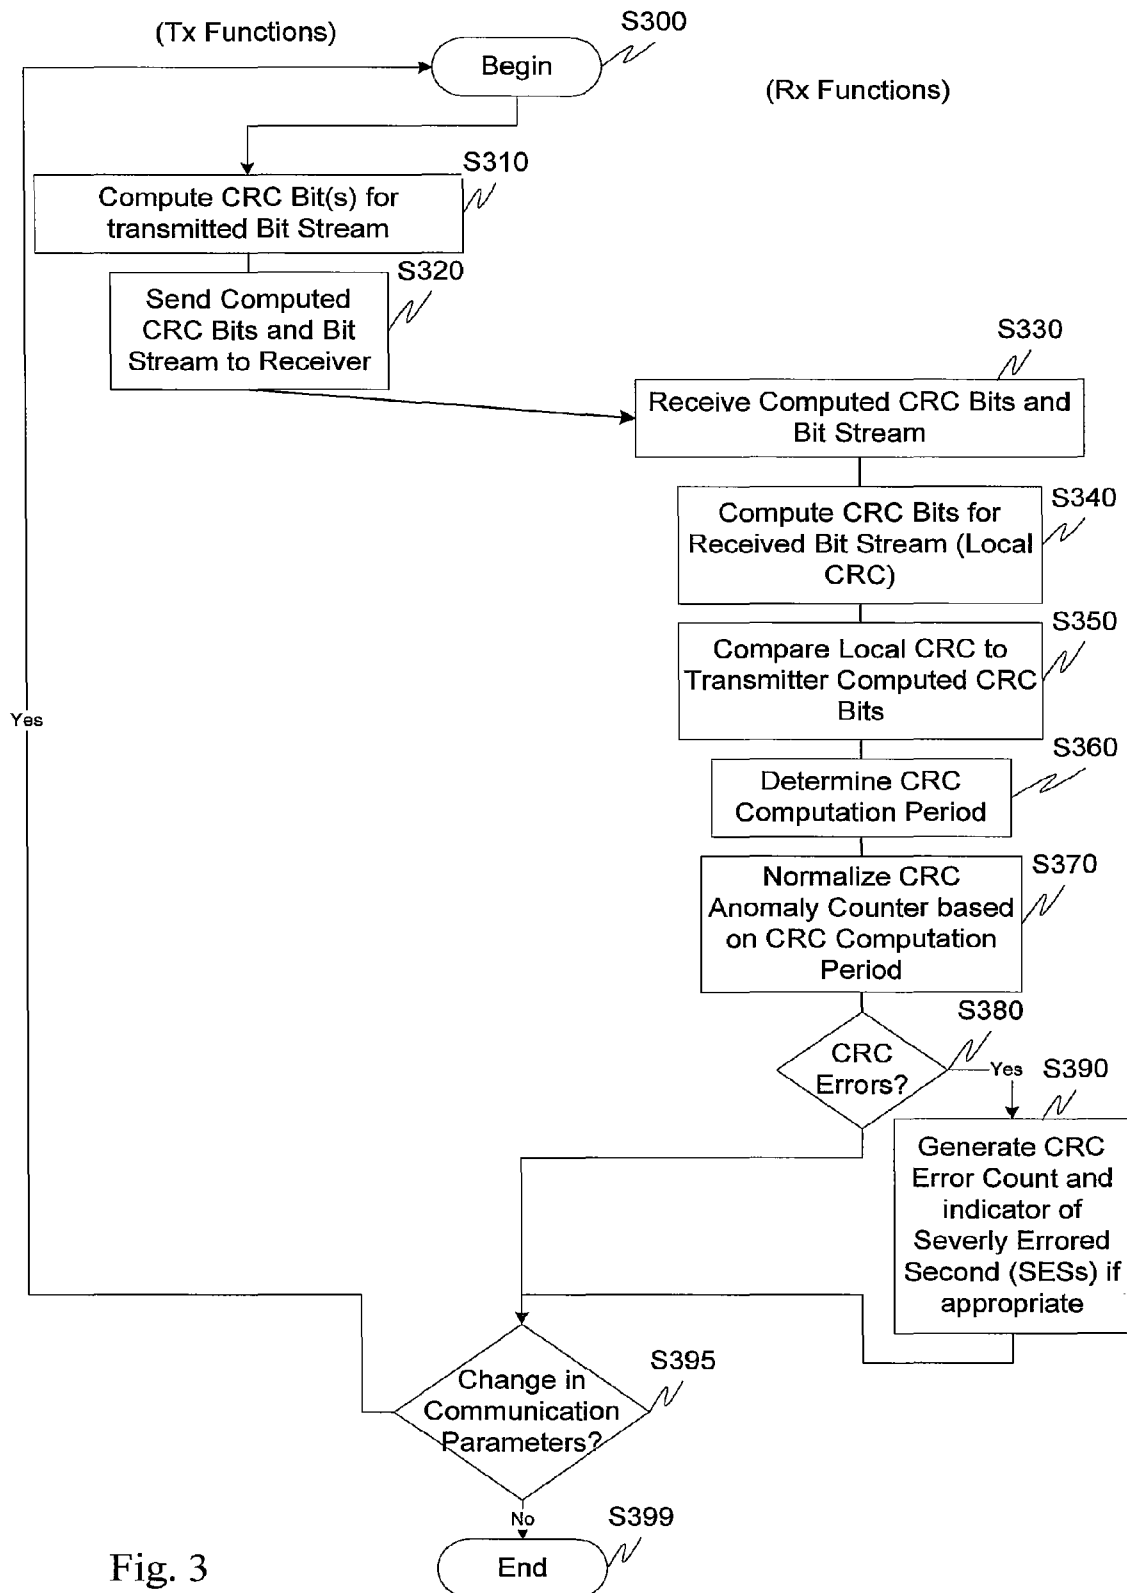 (Tx Functions)
S300
Begin
(Rx Functions)
S310
Compute CRC Bit(s) for
transmitted Bit Stream
S320
Send Computed
CRC Bits and Bit
Stream to Receiver
S330
Receive Computed CRC Bits and
Bit Stream
S340
Compute CRC Bits for
Received Bit Stream (Local
CRC)
S350
Compare Local CRC to
Transmitter Computed CRC
Bits
Yes
S360
Determine CRC
Computation Period
S370
Normalize CRC
Anomaly Counter based
on CRC Computation
Period
S380
CRC
Errors?
Yes
S390
Generate CRC
Error Count and
indicator of
Severly Errored
Second (SESs) if
appropriate
S395
Change in
Communication
Parameters?
No
S399
End
Fig. 3